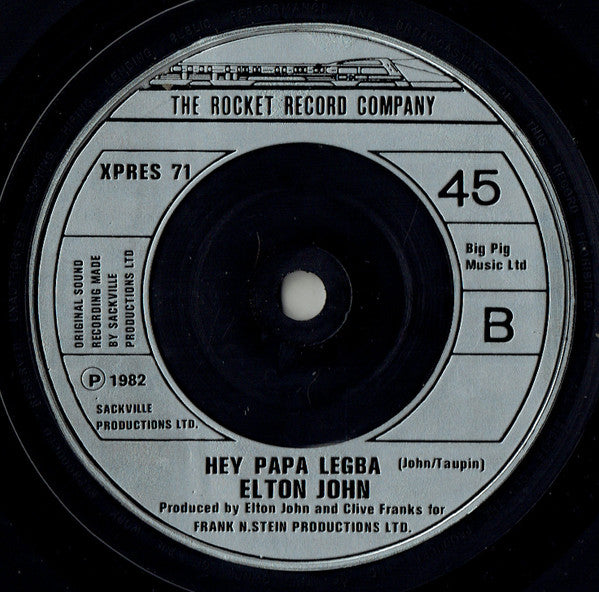 THE ROCKET RECORD COMPANY
XPRES 71
45
ORIGINAL SOUND
RECORDING MADE
BY SACKVILLE
PRODUCTIONS LTD
Big Pig
Music Ltd
B
Ⓟ 1982
SACKVILLE
PRODUCTIONS LTD.
HEY PAPA LEGBA (John/Taupin)
ELTON JOHN
Produced by Elton John and Clive Franks for
FRANK N.STEIN PRODUCTIONS LTD.